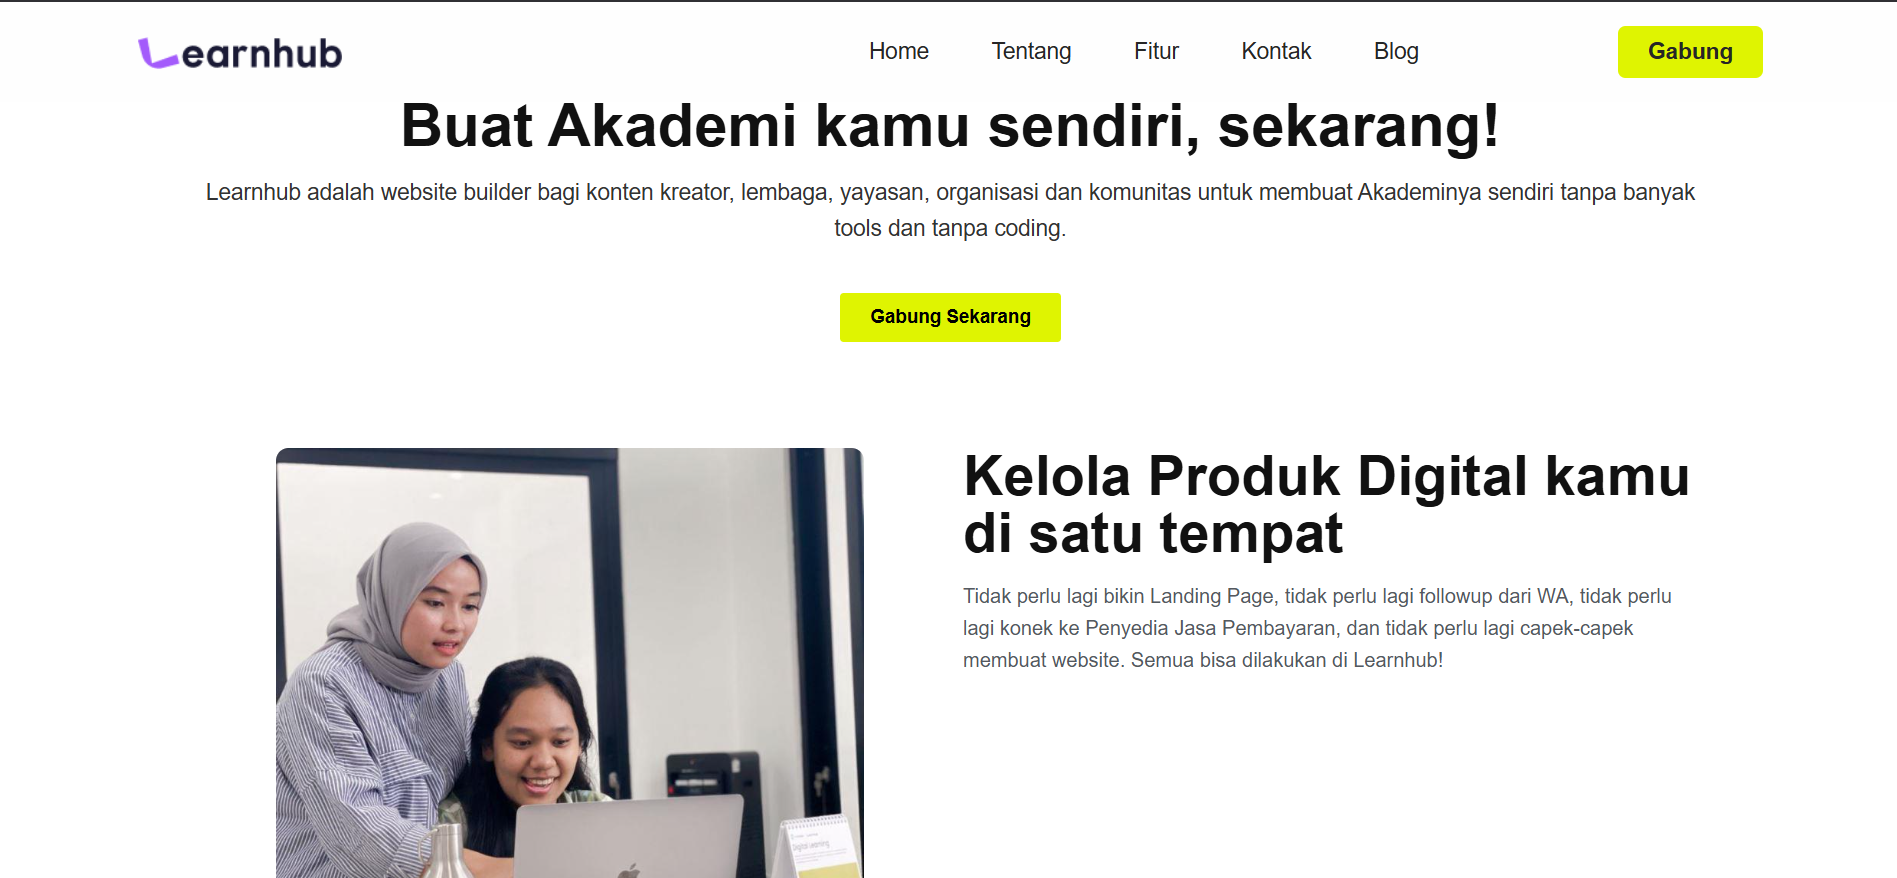 Learnhub
Home Tentang Fitur Kontak Blog Gabung
Buat Akademi kamu sendiri, sekarang!
Learnhub adalah website builder bagi konten kreator, lembaga, yayasan, organisasi dan komunitas untuk membuat Akademinya sendiri tanpa banyak
tools dan tanpa coding.
Gabung Sekarang
Kelola Produk Digital kamu
di satu tempat
Tidak perlu lagi bikin Landing Page, tidak perlu lagi followup dari WA, tidak perlu
lagi konek ke Penyedia Jasa Pembayaran, dan tidak perlu lagi capek-capek
membuat website. Semua bisa dilakukan di Learnhub!
Digital Learning